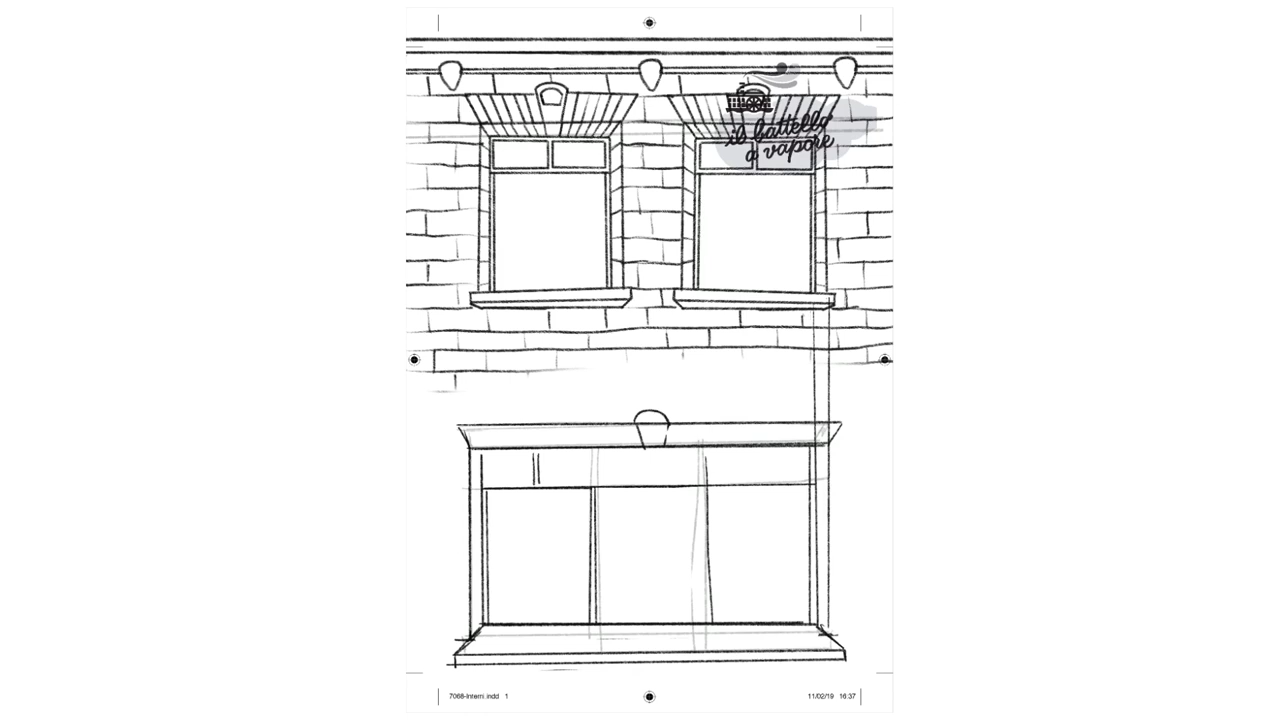 il battello
a vapore
7068-Interni.indd   1
11/02/19   16:37